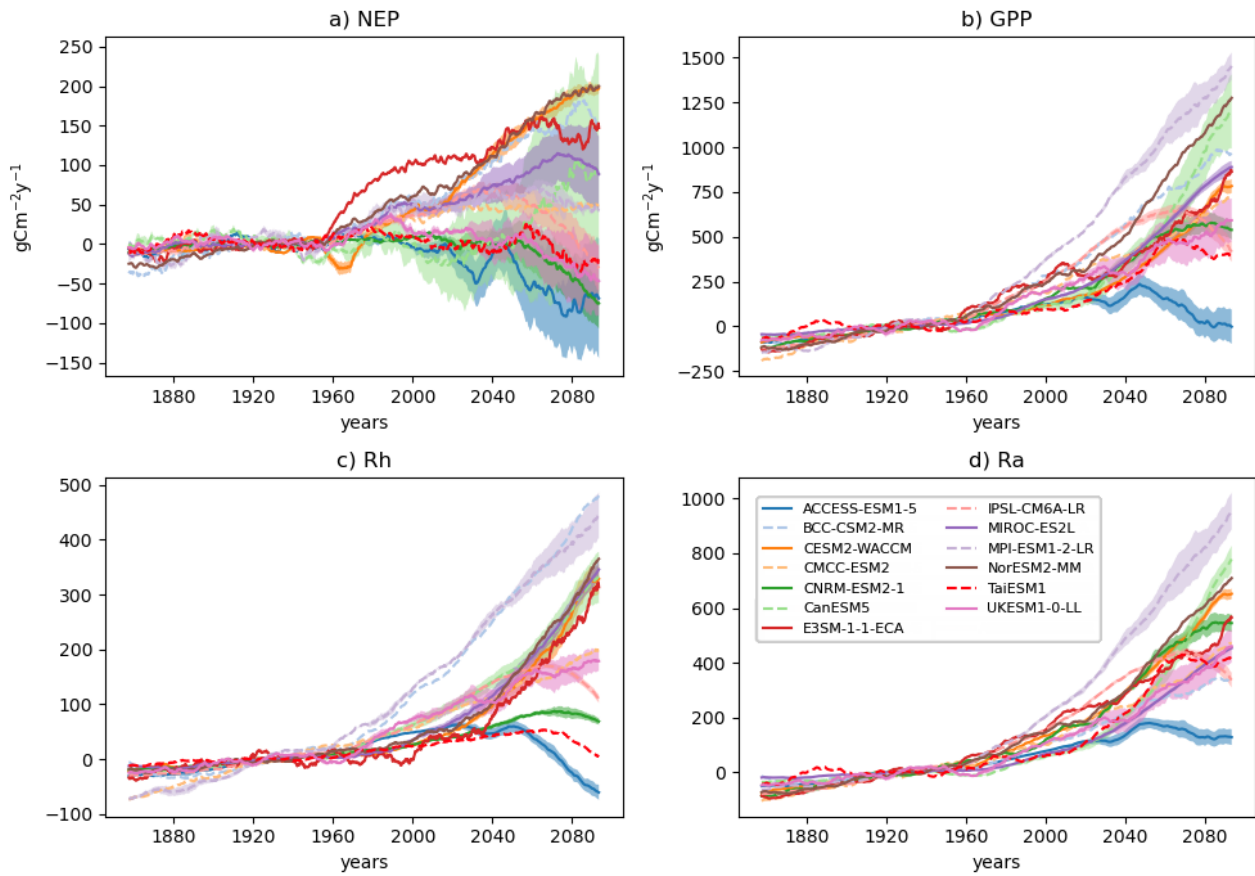 a) NEP
250
200
150
100
50
0
−50
−100
−150
gCm⁻²y⁻¹
1880 1920 1960 2000 2040 2080
years
b) GPP
1500
1250
1000
750
500
250
0
−250
gCm⁻²y⁻¹
1880 1920 1960 2000 2040 2080
years
c) Rh
500
400
300
200
100
0
−100
1880 1920 1960 2000 2040 2080
years
d) Ra
1000
800
600
400
200
0
ACCESS-ESM1-5
BCC-CSM2-MR
CESM2-WACCM
CMCC-ESM2
CNRM-ESM2-1
CanESM5
E3SM-1-1-ECA
IPSL-CM6A-LR
MIROC-ES2L
MPI-ESM1-2-LR
NorESM2-MM
TaiESM1
UKESM1-0-LL
1880 1920 1960 2000 2040 2080
years